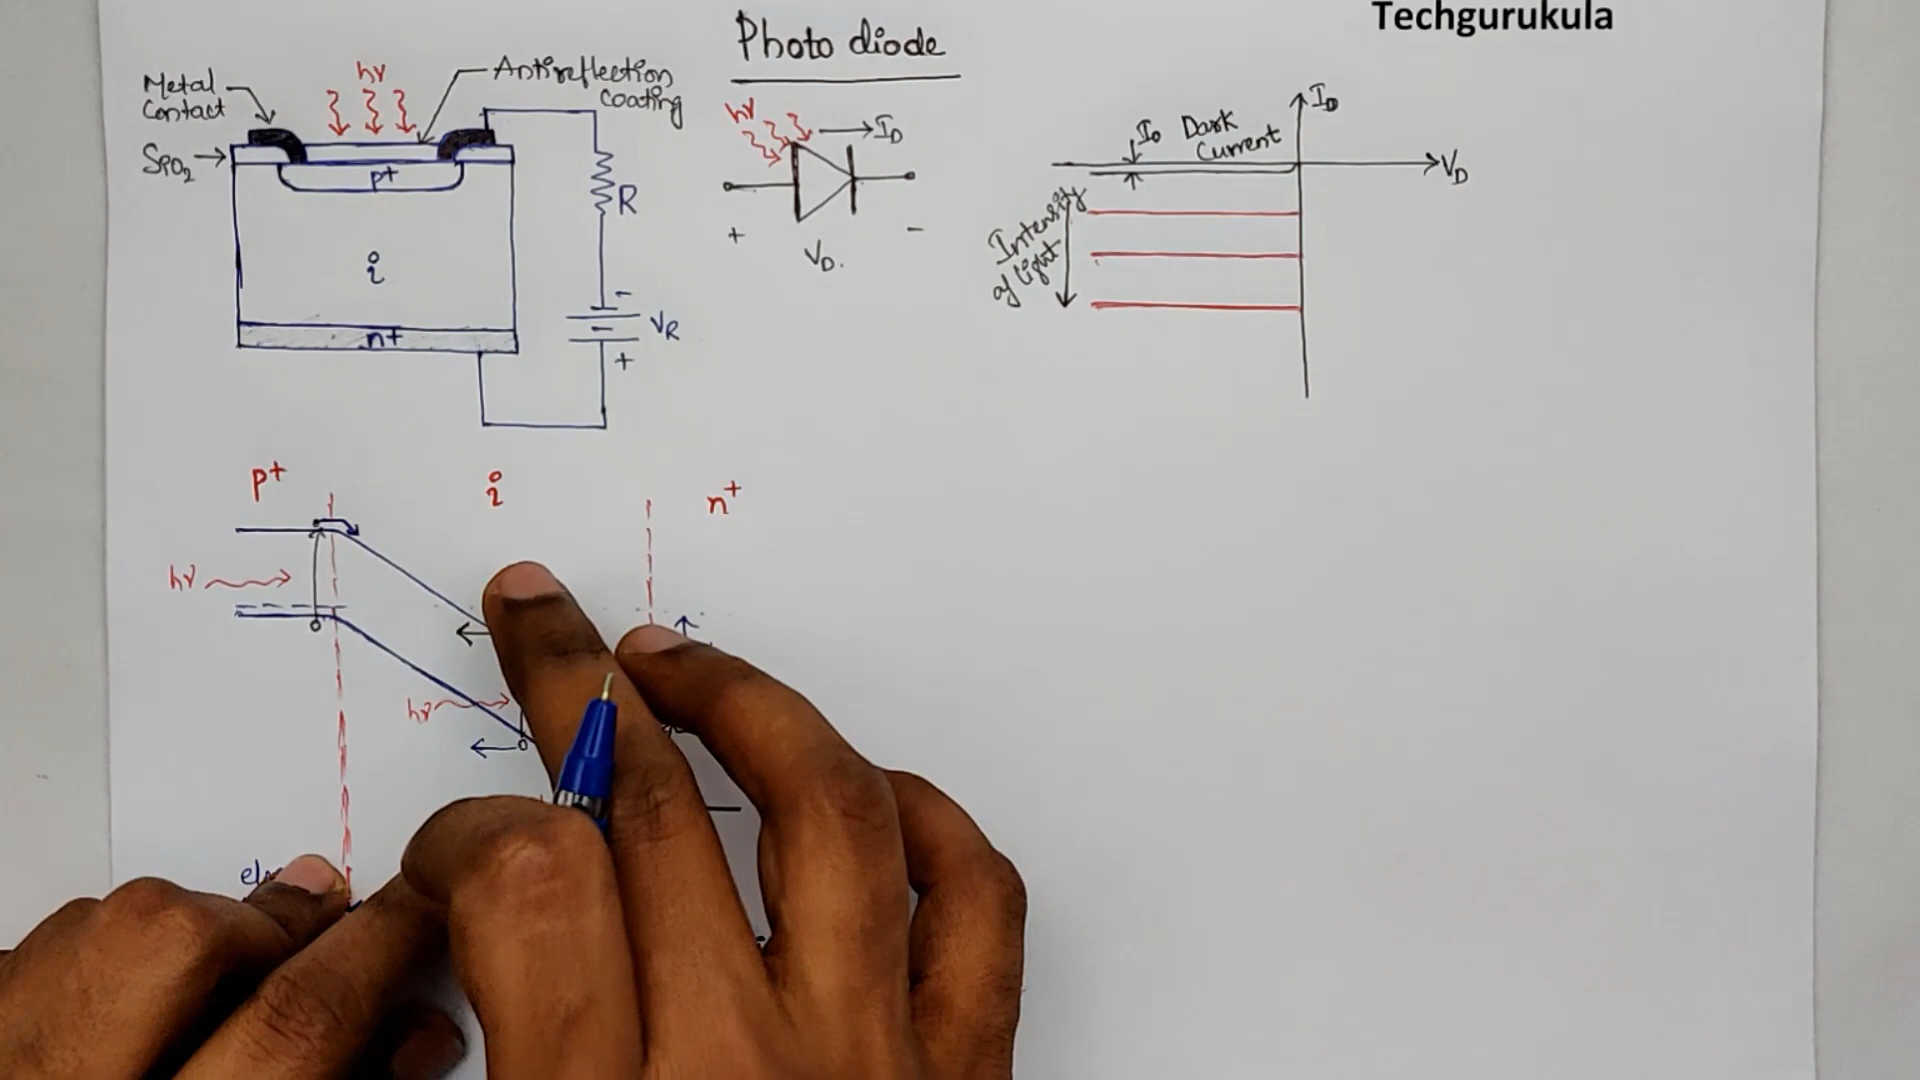 Techgurukula
Photo diode
Metal
Contact
hν
Antireflection
coating
SiO2
p+
i
n+
R
-
VR
+
hν
ID
+
-
VD.
ID
I0 Dark
Current
VD
Intensity
of light
p+
i
n+
hν
hν